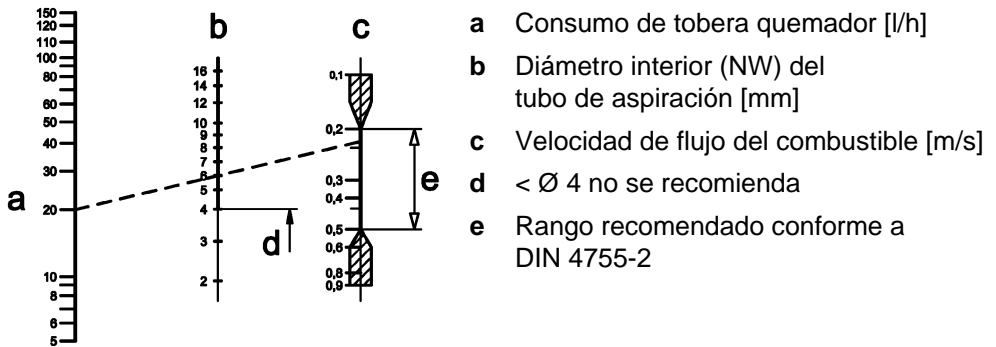 150
120
110
100
80
60
50
40
30
20
10
8
6
5
a
b
16
14
12
10
9
8
7
6
5
4
3
2
d
c
0,1
0,2
0,3
0,4
0,5
0,6
0,8
0,9
e
a Consumo de tobera quemador [l/h]
b Diámetro interior (NW) del
tubo de aspiración [mm]
c Velocidad de flujo del combustible [m/s]
d < Ø 4 no se recomienda
e Rango recomendado conforme a
DIN 4755-2